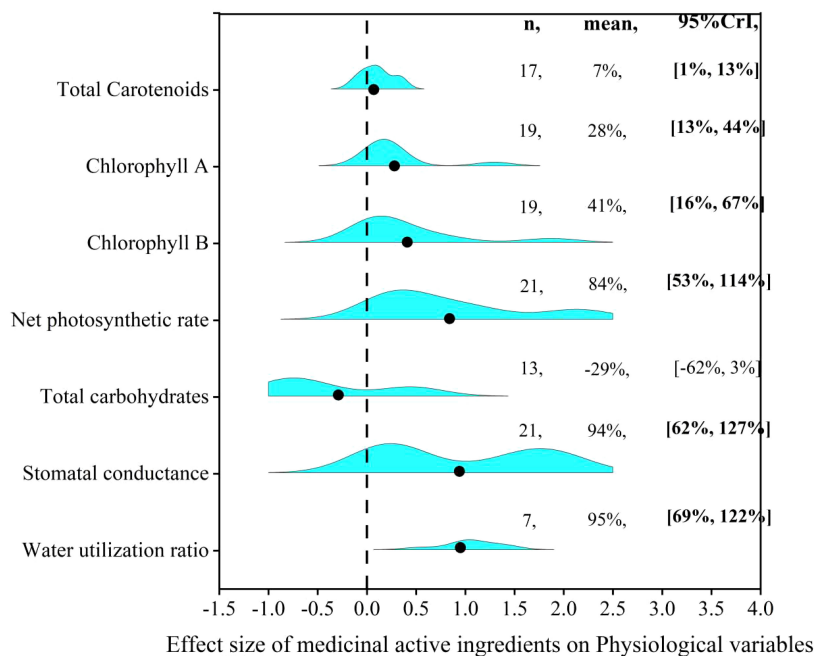 n, mean, 95%CrI,
Total Carotenoids 17, 7%, [1%, 13%]
Chlorophyll A 19, 28%, [13%, 44%]
Chlorophyll B 19, 41%, [16%, 67%]
Net photosynthetic rate 21, 84%, [53%, 114%]
Total carbohydrates 13, -29%, [-62%, 3%]
Stomatal conductance 21, 94%, [62%, 127%]
Water utilization ratio 7, 95%, [69%, 122%]
-1.5 -1.0 -0.5 0.0 0.5 1.0 1.5 2.0 2.5 3.0 3.5 4.0
Effect size of medicinal active ingredients on Physiological variables